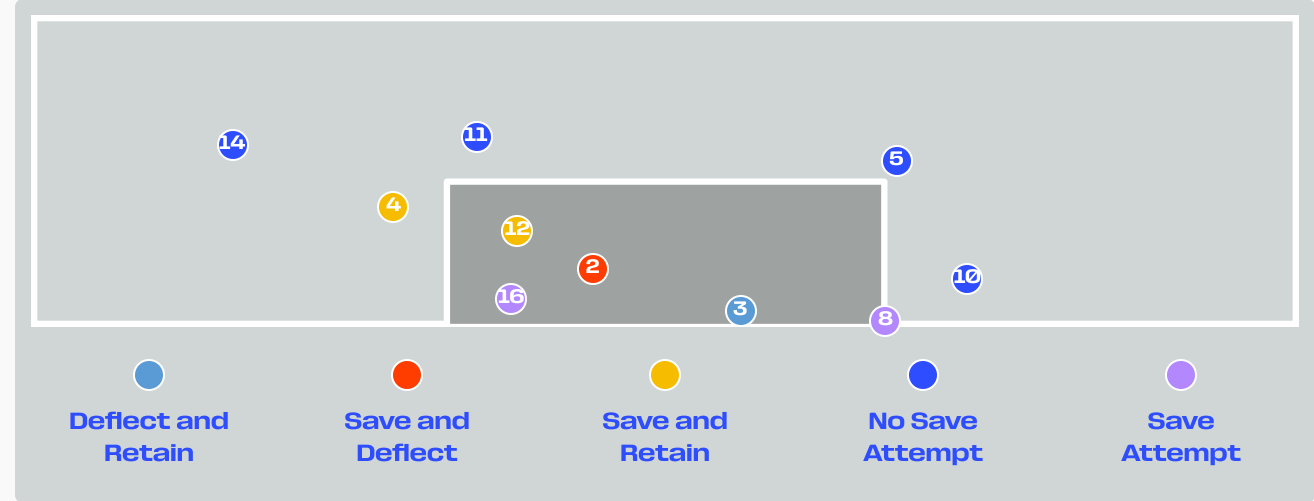 11
14
5
4
12
2
10
16
3
8
Deflect and
Retain
Save and
Deflect
Save and
Retain
No Save
Attempt
Save
Attempt